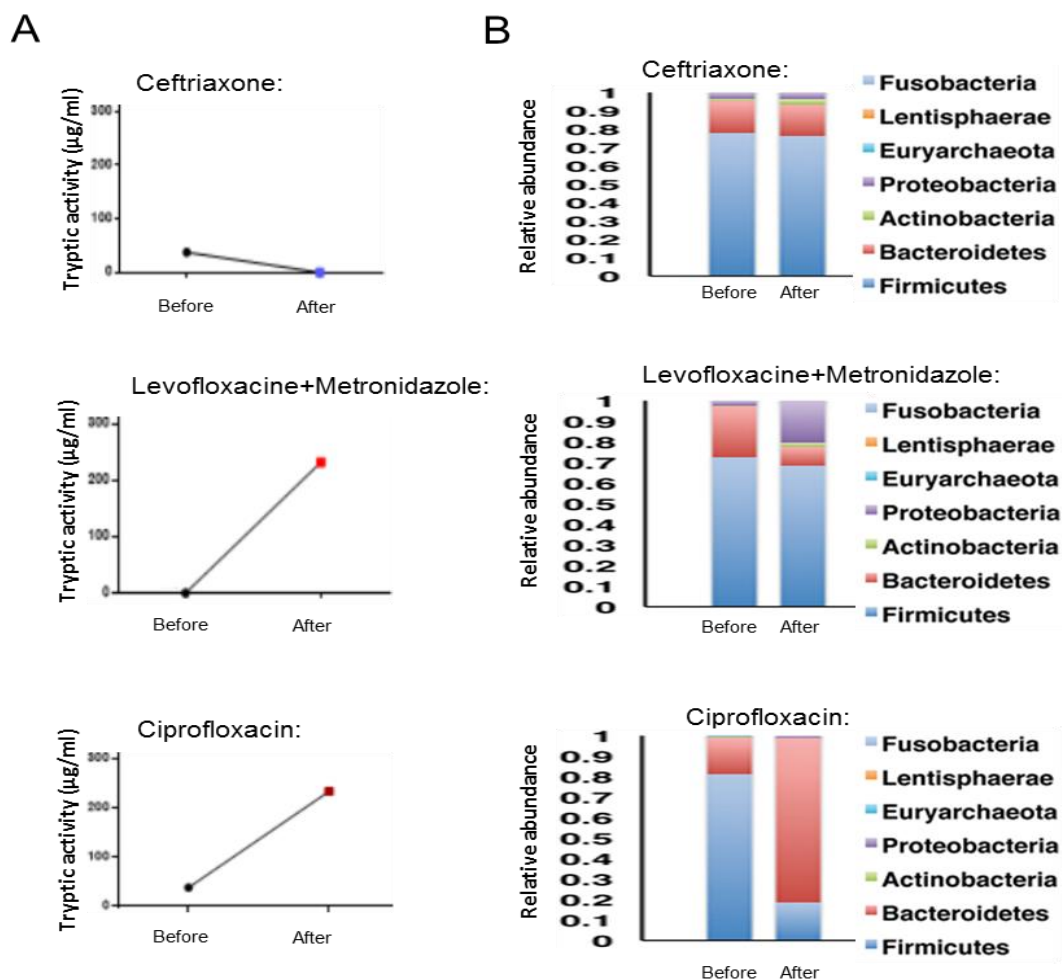 A
Ceftriaxone:
Tryptic activity (µg/ml)
300
200
100
0
Before
After
Levofloxacine+Metronidazole:
Tryptic activity (µg/ml)
300
200
100
0
Before
After
Ciprofloxacin:
Tryptic activity (µg/ml)
300
200
100
0
Before
After
B
Ceftriaxone:
Relative abundance
1
0.9
0.8
0.7
0.6
0.5
0.4
0.3
0.2
0.1
0
Before
After
Fusobacteria
Lentisphaerae
Euryarchaeota
Proteobacteria
Actinobacteria
Bacteroidetes
Firmicutes
Levofloxacine+Metronidazole:
Relative abundance
1
0.9
0.8
0.7
0.6
0.5
0.4
0.3
0.2
0.1
0
Before
After
Fusobacteria
Lentisphaerae
Euryarchaeota
Proteobacteria
Actinobacteria
Bacteroidetes
Firmicutes
Ciprofloxacin:
Relative abundance
1
0.9
0.8
0.7
0.6
0.5
0.4
0.3
0.2
0.1
0
Before
After
Fusobacteria
Lentisphaerae
Euryarchaeota
Proteobacteria
Actinobacteria
Bacteroidetes
Firmicutes